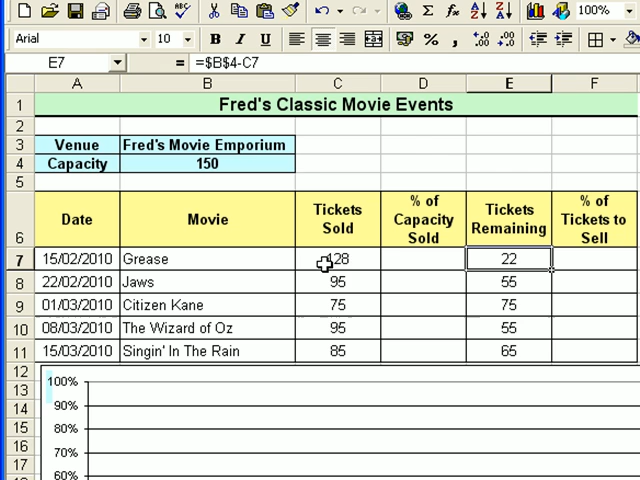 100%
Arial 10 B I U %
E7 = =$B$4-C7
A B C D E F
1 Fred's Classic Movie Events
2
3 Venue Fred's Movie Emporium
4 Capacity 150
5
6 Date Movie Tickets Sold % of Capacity Sold Tickets Remaining % of Tickets to Sell
7 15/02/2010 Grease 128 22
8 22/02/2010 Jaws 95 55
9 01/03/2010 Citizen Kane 75 75
10 08/03/2010 The Wizard of Oz 95 55
11 15/03/2010 Singin' In The Rain 85 65
12
100%
13
14 90%
15 80%
16 70%
17
60%